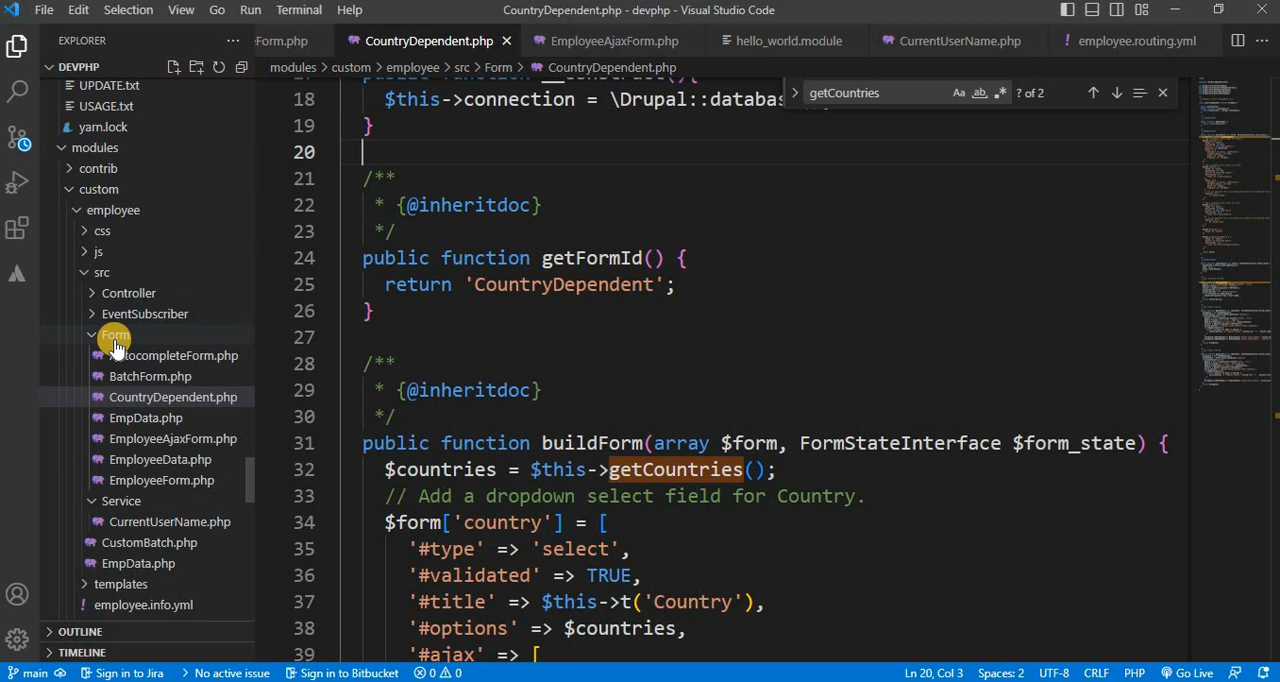 File Edit Selection View Go Run Terminal Help CountryDependent.php - devphp - Visual Studio Code
EXPLORER
Form.php CountryDependent.php EmployeeAjaxForm.php hello_world.module CurrentUserName.php employee.routing.yml
DEVPHP
modules > custom > employee > src > Form > CountryDependent.php
UPDATE.txt
USAGE.txt
yarn.lock
modules
contrib
custom
employee
css
js
src
Controller
EventSubscriber
Form
AutocompleteForm.php
BatchForm.php
CountryDependent.php
EmpData.php
EmployeeAjaxForm.php
EmployeeData.php
EmployeeForm.php
Service
CurrentUserName.php
CustomBatch.php
EmpData.php
templates
employee.info.yml
OUTLINE
TIMELINE
getCountries Aa ab ? of 2
18 $this->connection = \Drupal::databas
19 }
20
21 /**
22 * {@inheritdoc}
23 */
24 public function getFormId() {
25 return 'CountryDependent';
26 }
27
28 /**
29 * {@inheritdoc}
30 */
31 public function buildForm(array $form, FormStateInterface $form_state) {
32 $countries = $this->getCountries();
33 // Add a dropdown select field for Country.
34 $form['country'] = [
35 '#type' => 'select',
36 '#validated' => TRUE,
37 '#title' => $this->t('Country'),
38 '#options' => $countries,
39 '#ajax' => [
main Sign in to Jira No active issue Sign in to Bitbucket 0 0 Ln 20, Col 3 Spaces: 2 UTF-8 CRLF PHP Go Live